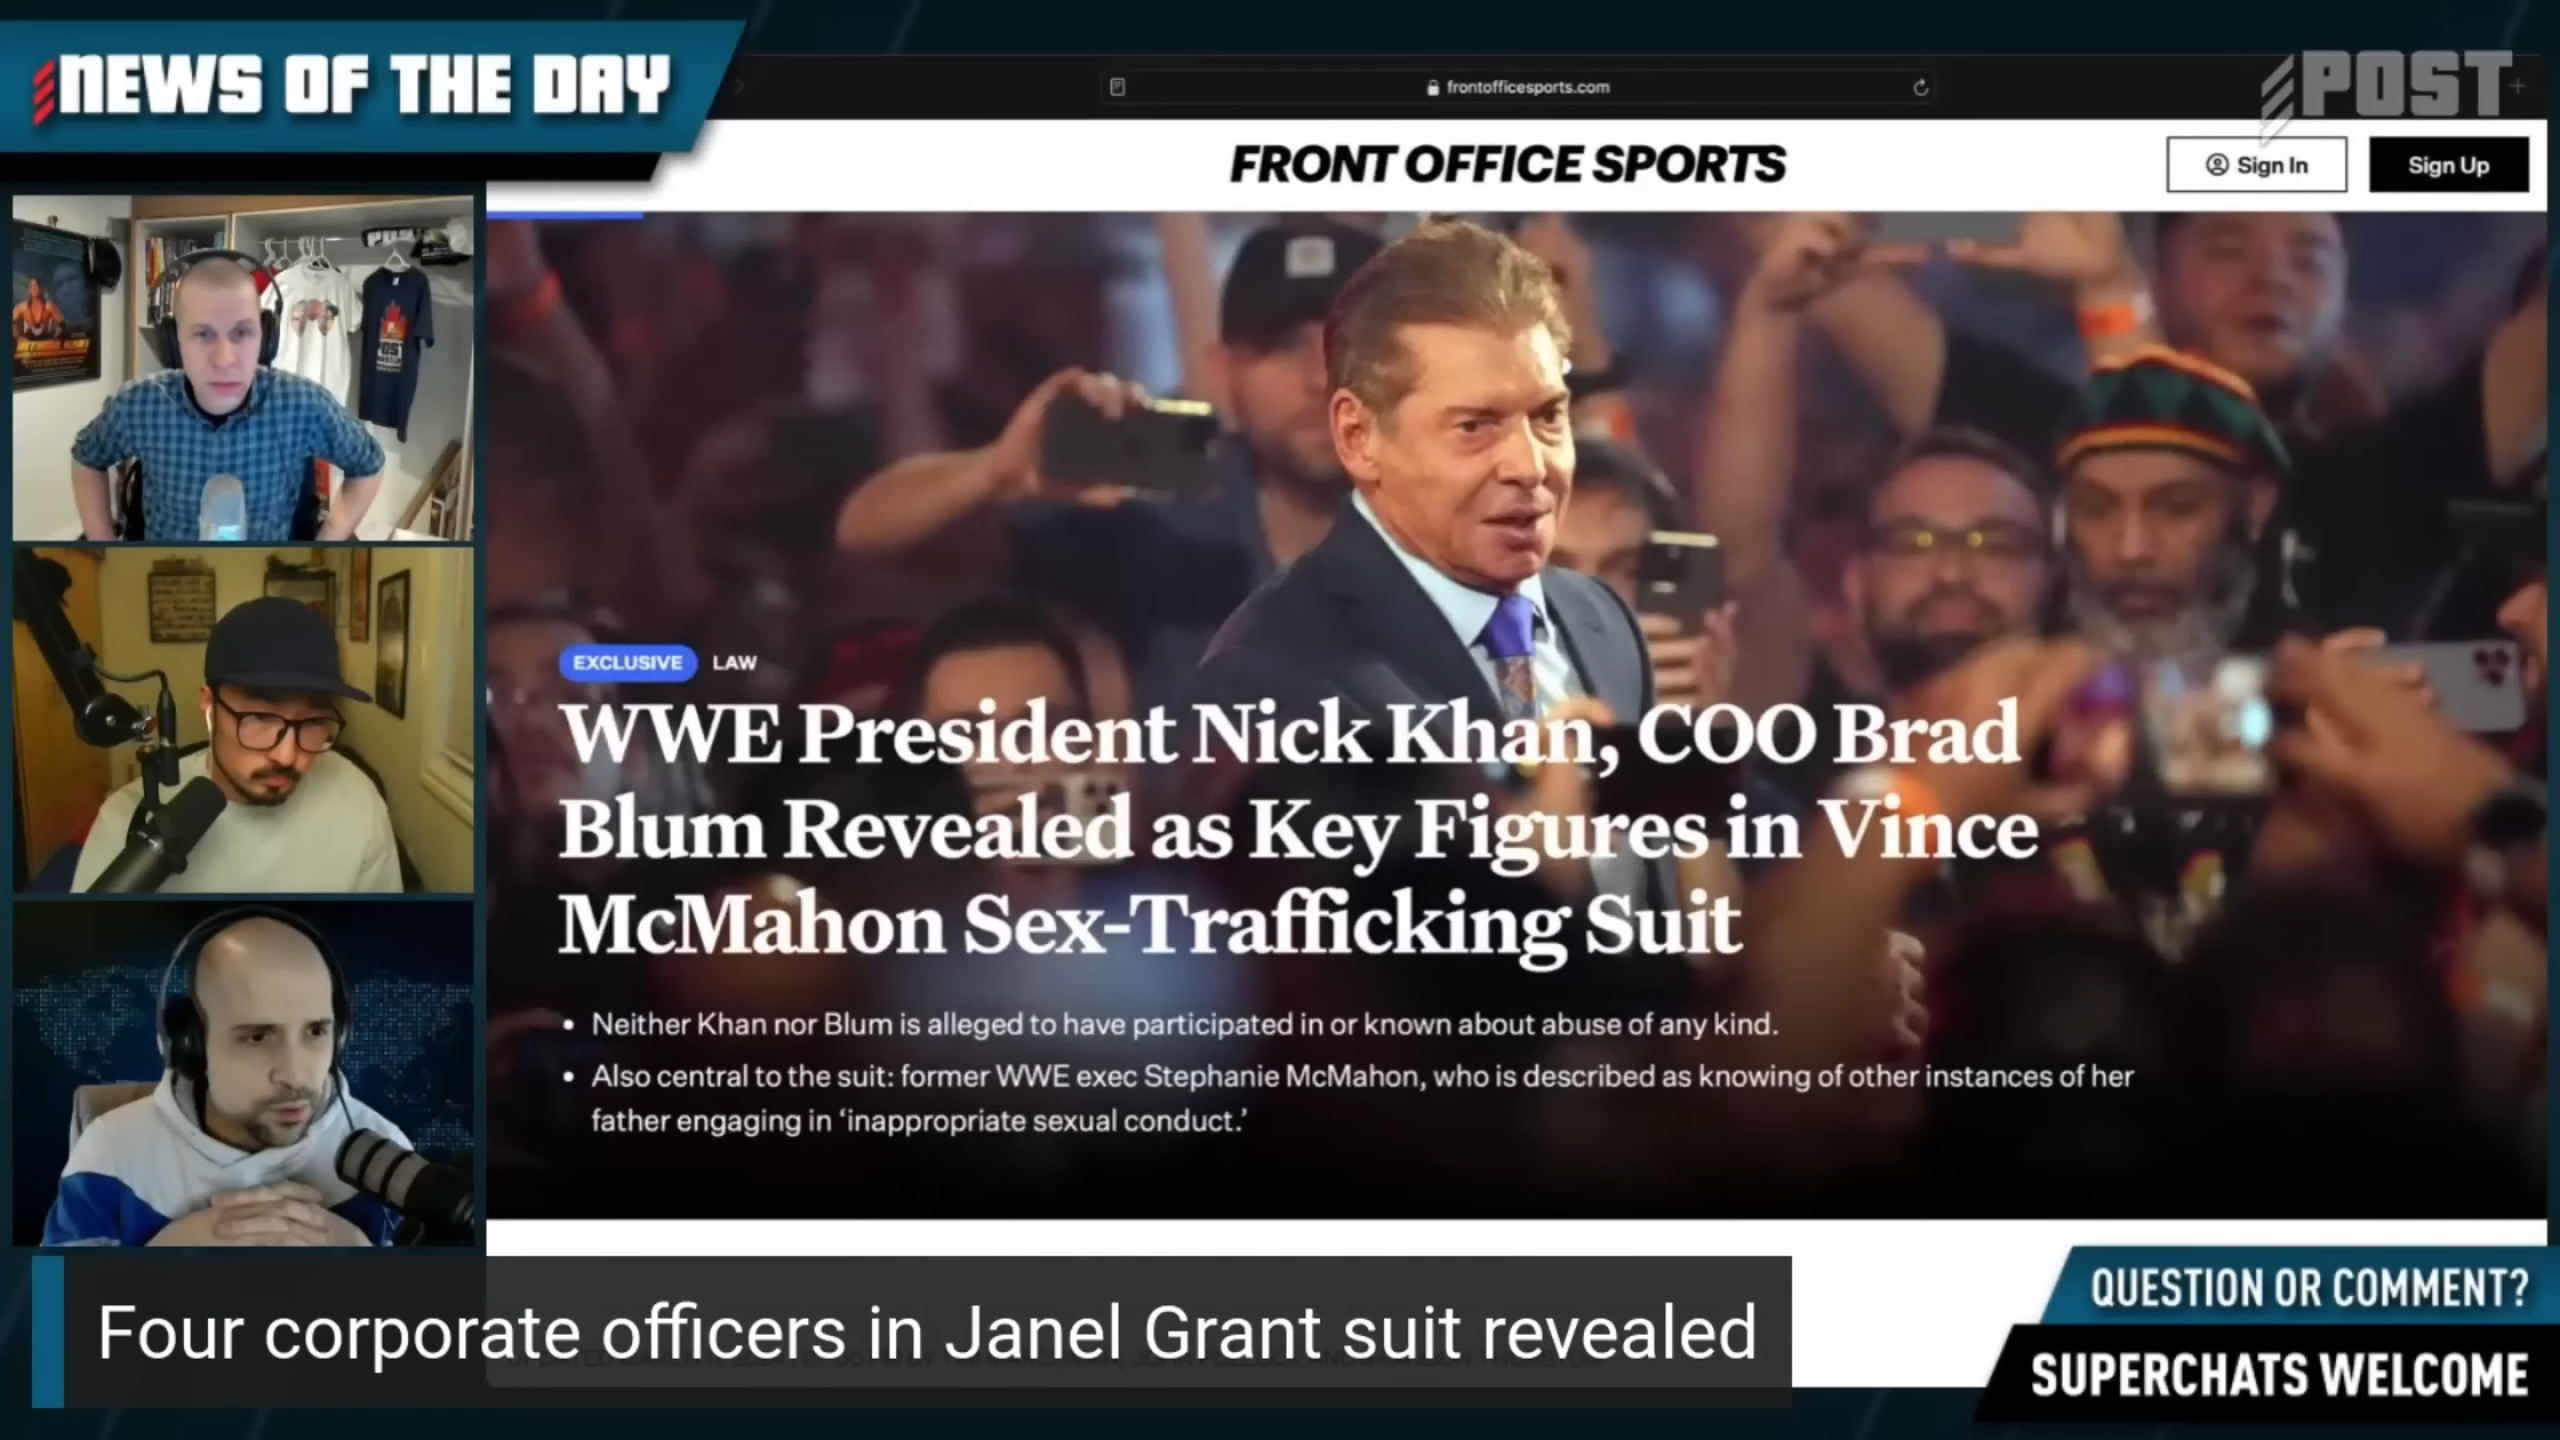 NEWS OF THE DAY
frontofficesports.com
POST
FRONT OFFICE SPORTS
Sign In
Sign Up
POST
EXCLUSIVE LAW
WWE President Nick Khan, COO Brad
Blum Revealed as Key Figures in Vince
McMahon Sex-Trafficking Suit
• Neither Khan nor Blum is alleged to have participated in or known about abuse of any kind.
• Also central to the suit: former WWE exec Stephanie McMahon, who is described as knowing of other instances of her
father engaging in ‘inappropriate sexual conduct.’
Four corporate officers in Janel Grant suit revealed
QUESTION OR COMMENT?
SUPERCHATS WELCOME